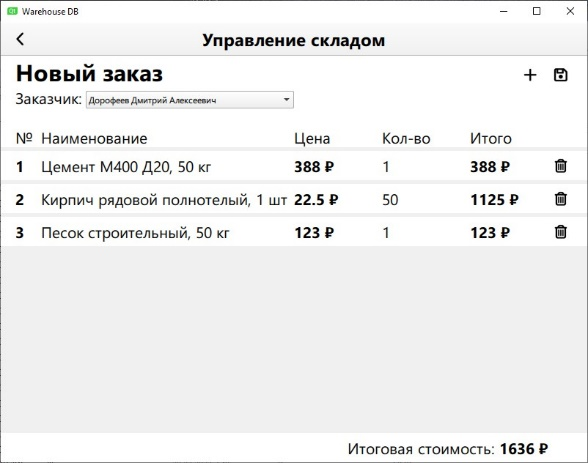 Warehouse DB
Управление складом
Новый заказ
Заказчик: Дорофеев Дмитрий Алексеевич
№ Наименование Цена Кол-во Итого
1 Цемент М400 Д20, 50 кг 388 ₽ 1 388 ₽
2 Кирпич рядовой полнотелый, 1 шт 22.5 ₽ 50 1125 ₽
3 Песок строительный, 50 кг 123 ₽ 1 123 ₽
Итоговая стоимость: 1636 ₽